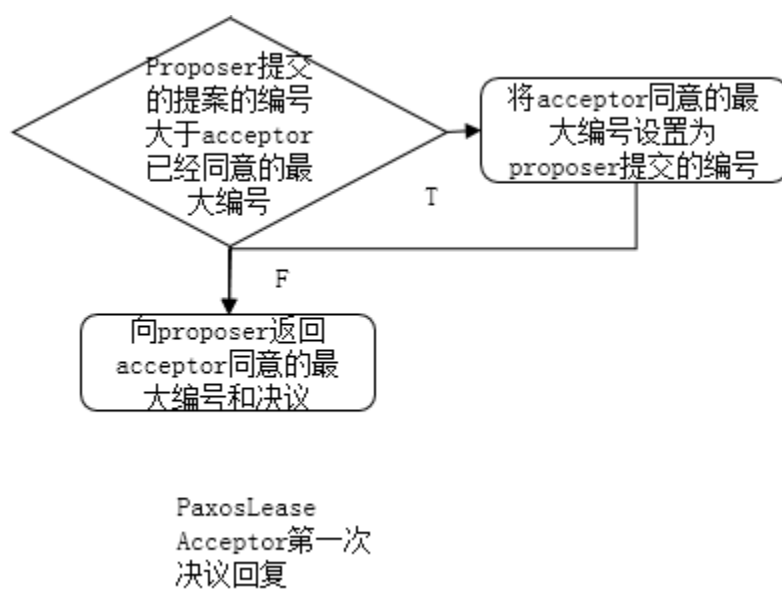 Proposer提交
的提案的编号
大于acceptor
已经同意的最
大编号
将acceptor同意的最
大编号设置为
proposer提交的编号
T
F
向proposer返回
acceptor同意的最
大编号和决议
PaxosLease
Acceptor第一次
决议回复